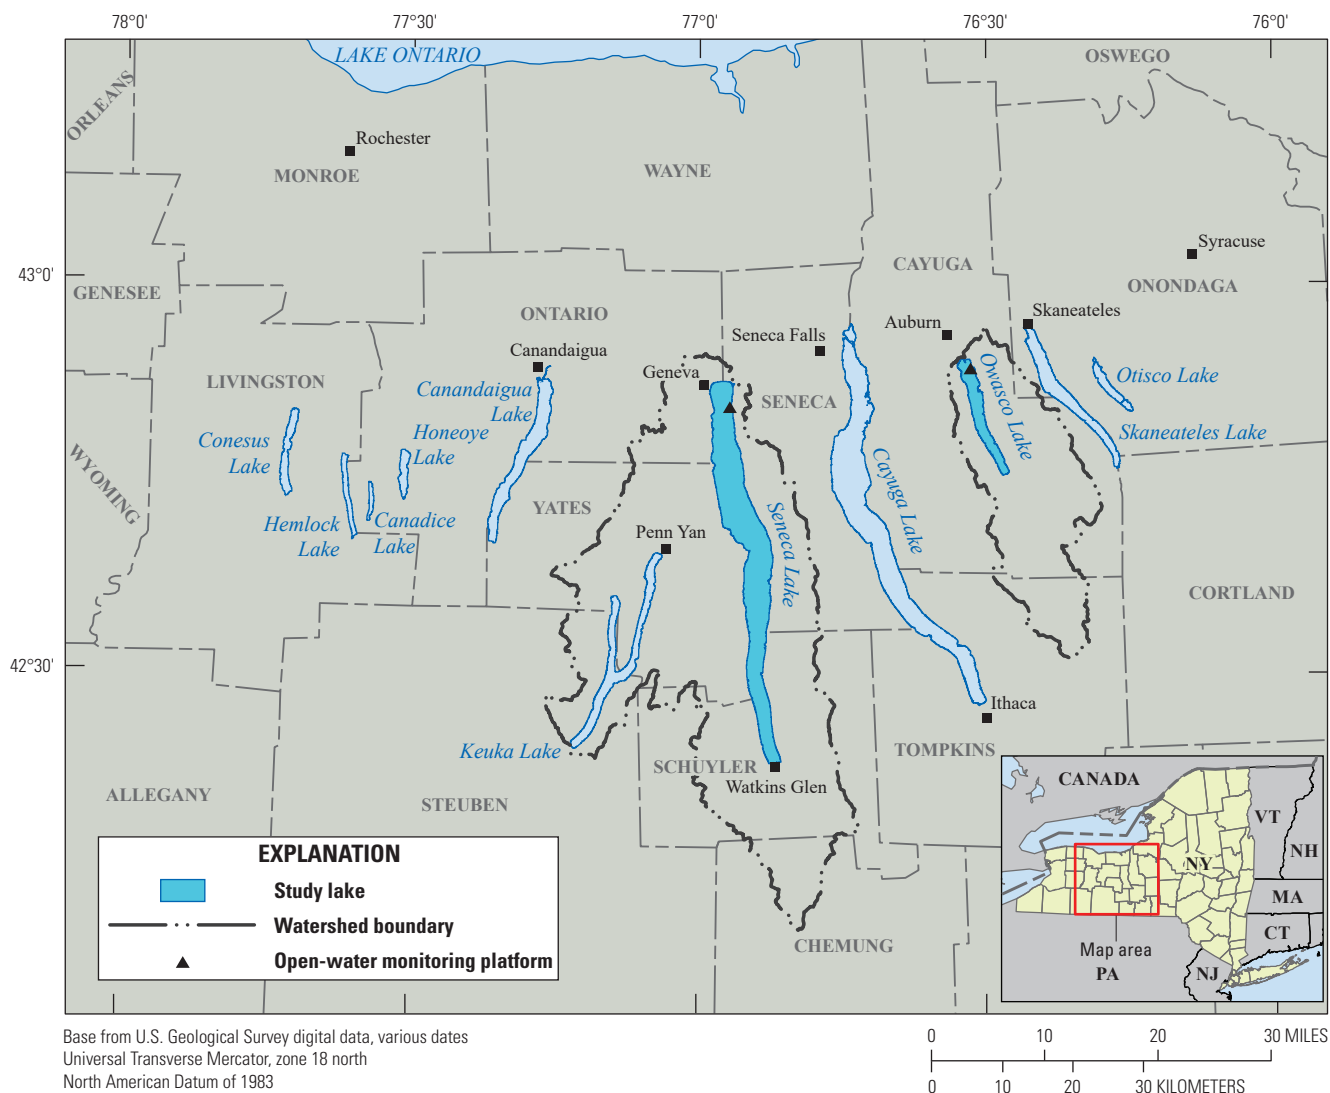 78°0'
77°30'
77°0'
76°30'
76°0'
LAKE ONTARIO
OSWEGO
ORLEANS
Rochester
MONROE
WAYNE
Syracuse
43°0'
CAYUGA
GENESEE
ONONDAGA
ONTARIO
Skaneateles
Auburn
Seneca Falls
Canandaigua
Geneva
LIVINGSTON
Canandaigua
Lake
SENECA
Owasco Lake
Otisco Lake
Conesus
Lake
Honeoye
Lake
Skaneateles Lake
WYOMING
Cayuga Lake
YATES
Seneca Lake
Hemlock
Lake
Canadice
Lake
Penn Yan
CORTLAND
42°30'
Ithaca
Keuka Lake
TOMPKINS
SCHUYLER
Watkins Glen
ALLEGANY
STEUBEN
CHEMUNG
EXPLANATION
Study lake
Watershed boundary
Open-water monitoring platform
CANADA
VT
NH
NY
MA
CT
Map area
PA
NJ
Base from U.S. Geological Survey digital data, various dates
Universal Transverse Mercator, zone 18 north
North American Datum of 1983
0 10 20 30 MILES
0 10 20 30 KILOMETERS